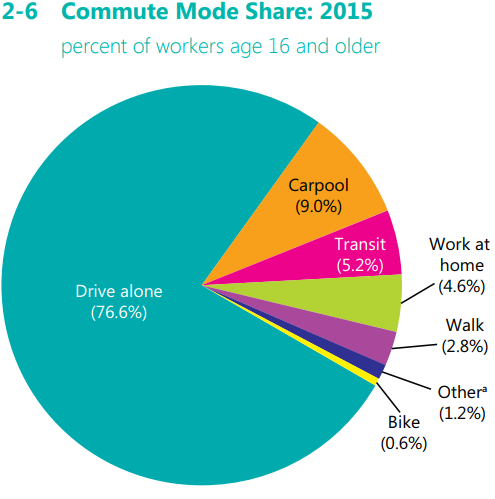 2-6 Commute Mode Share: 2015
percent of workers age 16 and older
Carpool
(9.0%)
Transit
(5.2%)
Work at
home
(4.6%)
Drive alone
(76.6%)
Walk
(2.8%)
Otherᵃ
(1.2%)
Bike
(0.6%)